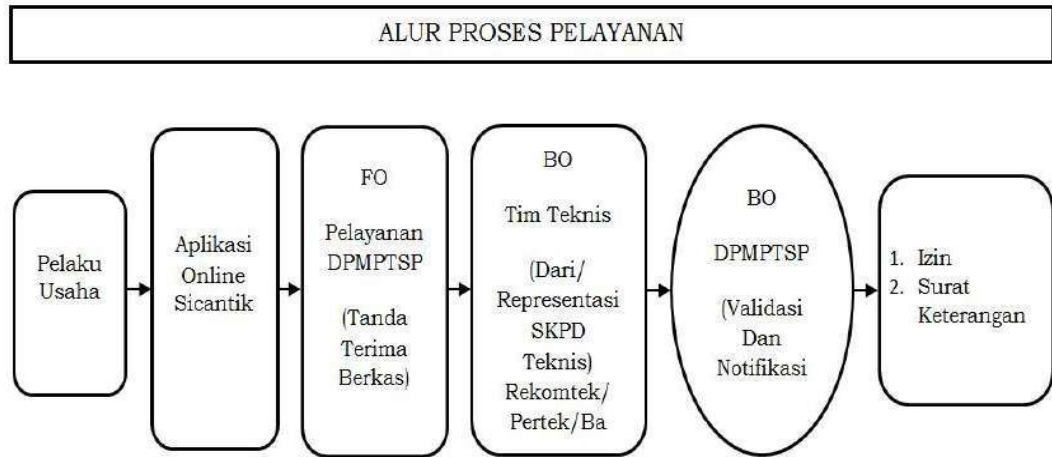 ALUR PROSES PELAYANAN
Pelaku
Usaha
Aplikasi
Online
Sicantik
FO
Pelayanan
DPMPTSP
(Tanda
Terima
Berkas)
BO
Tim Teknis
(Dari/
Representasi
SKPD
Teknis)
Rekomtek/
Pertek/Ba
BO
DPMPTSP
(Validasi
Dan
Notifikasi
1. Izin
2. Surat
Keterangan